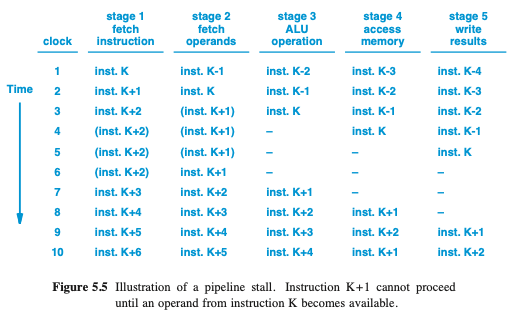 stage 1 stage 2 stage 3 stage 4 stage 5
fetch fetch ALU access write
clock instruction operands operation memory results
1 inst. K inst. K-1 inst. K-2 inst. K-3 inst. K-4
Time 2 inst. K+1 inst. K inst. K-1 inst. K-2 inst. K-3
3 inst. K+2 (inst. K+1) inst. K inst. K-1 inst. K-2
4 (inst. K+2) (inst. K+1) – inst. K inst. K-1
5 (inst. K+2) (inst. K+1) – – inst. K
6 (inst. K+2) inst. K+1 – – –
7 inst. K+3 inst. K+2 inst. K+1 – –
8 inst. K+4 inst. K+3 inst. K+2 inst. K+1 –
9 inst. K+5 inst. K+4 inst. K+3 inst. K+2 inst. K+1
10 inst. K+6 inst. K+5 inst. K+4 inst. K+1 inst. K+2
Figure 5.5 Illustration of a pipeline stall. Instruction K+1 cannot proceed
until an operand from instruction K becomes available.